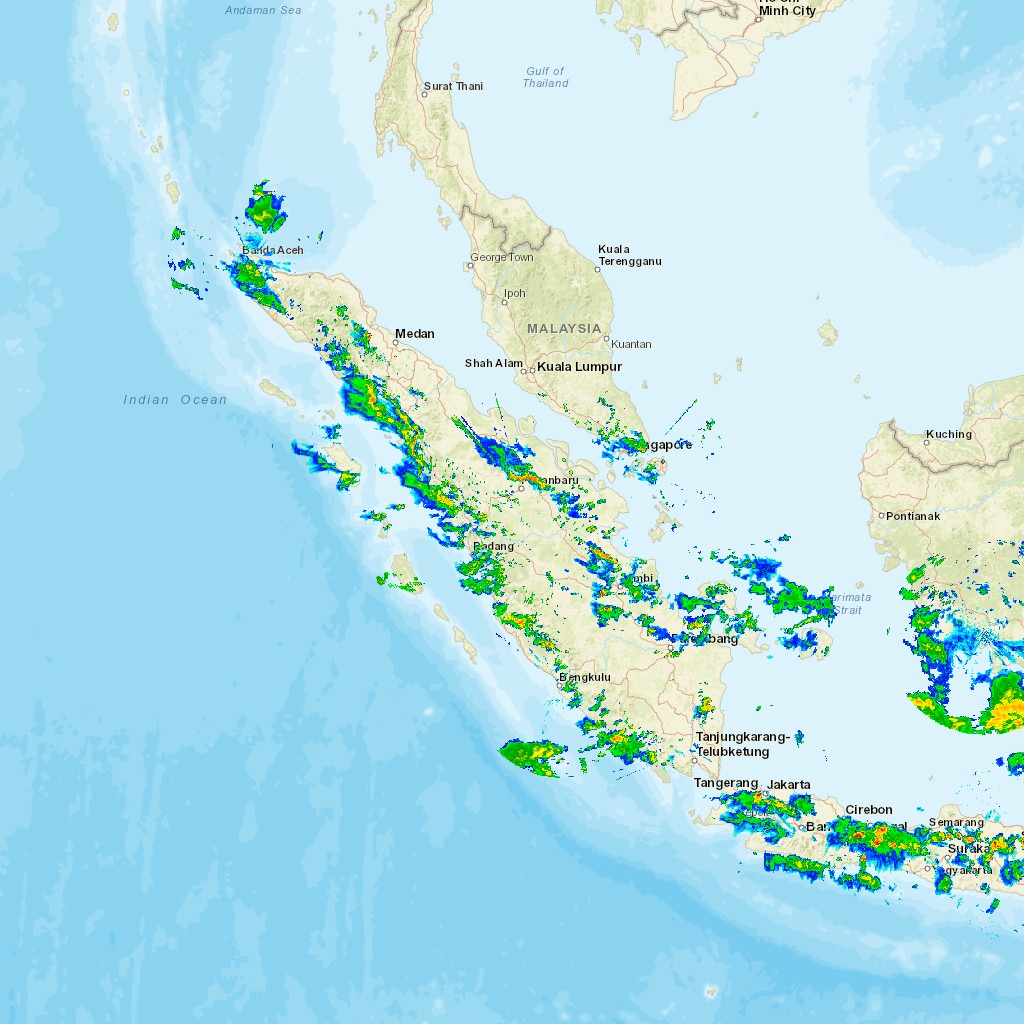 Andaman Sea
Minh City
Gulf of
Thailand
Surat Thani
Banda Aceh
George Town
Kuala
Terengganu
Ipoh
MALAYSIA
Medan
Kuantan
Shah Alam
Kuala Lumpur
Indian Ocean
Kuching
Pontianak
Padang
Strait
Bengkulu
Tanjungkarang-
Telubketung
Tangerang
Jakarta
Cirebon
Semarang